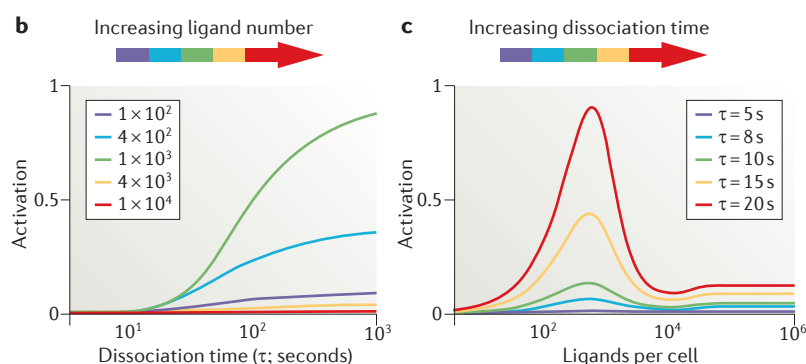 b Increasing ligand number
Activation
1
0.5
0
1 × 10²
4 × 10²
1 × 10³
4 × 10³
1 × 10⁴
10¹ 10² 10³
Dissociation time (τ; seconds)
c Increasing dissociation time
Activation
1
0.5
0
τ = 5 s
τ = 8 s
τ = 10 s
τ = 15 s
τ = 20 s
10² 10⁴ 10⁶
Ligands per cell